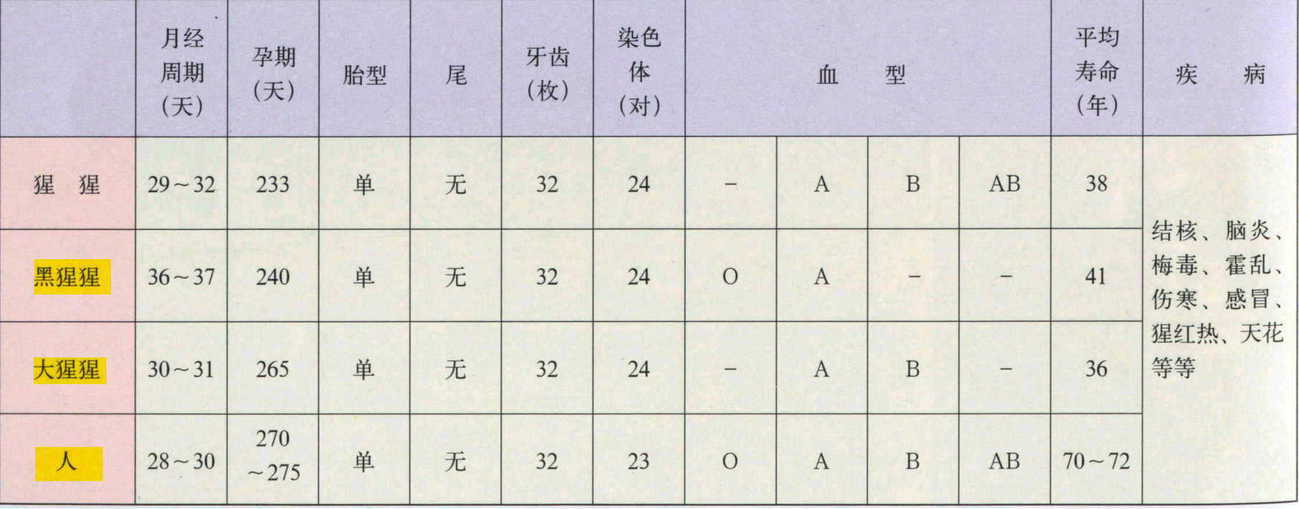 月经周期（天） 孕期（天） 胎型 尾 牙齿（枚） 染色体（对） 血型 平均寿命（年） 疾病
猩猩 29～32 233 单 无 32 24 － A B AB 38
黑猩猩 36～37 240 单 无 32 24 O A － － 41
大猩猩 30～31 265 单 无 32 24 － A B － 36
人 28～30 270～275 单 无 32 23 O A B AB 70～72
结核、脑炎、
梅毒、霍乱、
伤寒、感冒、
猩红热、天花
等等